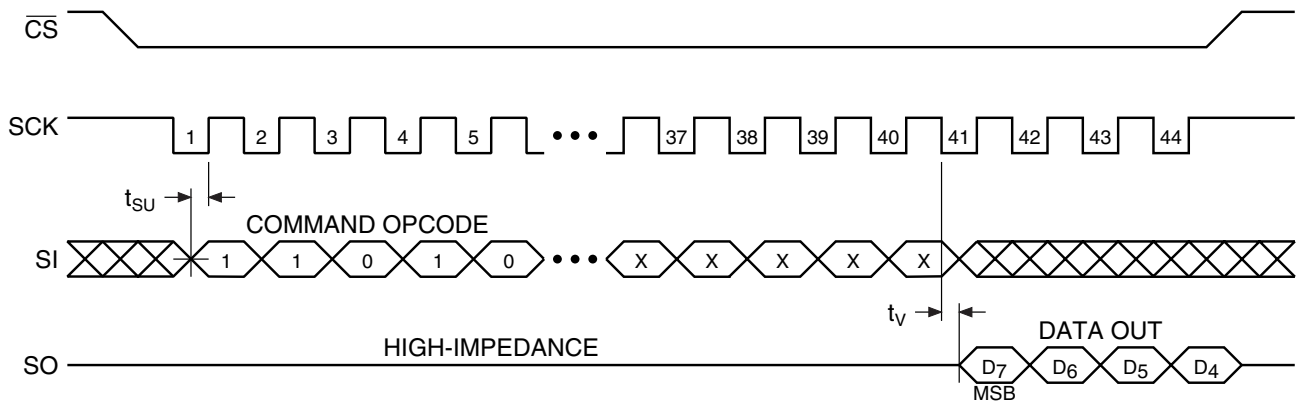 CS
SCK 1 2 3 4 5 ••• 37 38 39 40 41 42 43 44
tSU
COMMAND OPCODE
SI 1 1 0 1 0 ••• X X X X X
tV
DATA OUT
HIGH-IMPEDANCE
SO D7 D6 D5 D4
MSB